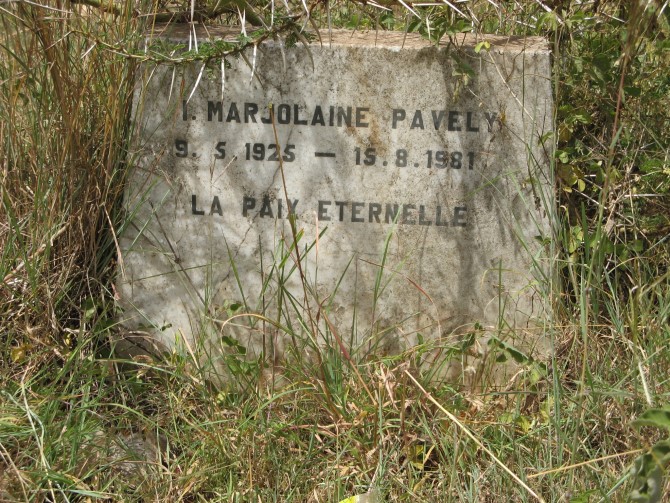 I. MARJOLAINE PAVELY
9. 5 1925 — 15.8.1981
LA PAIX ETERNELLE